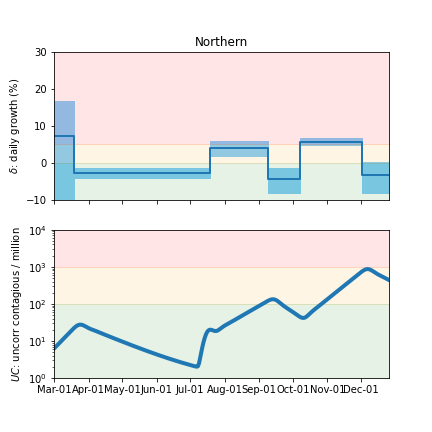 Northern
δ: daily growth (%)
30
20
10
0
−10
UC: uncorr contagious / million
10⁴
10³
10²
10¹
10⁰
Mar-01 Apr-01 May-01 Jun-01 Jul-01 Aug-01 Sep-01 Oct-01 Nov-01 Dec-01